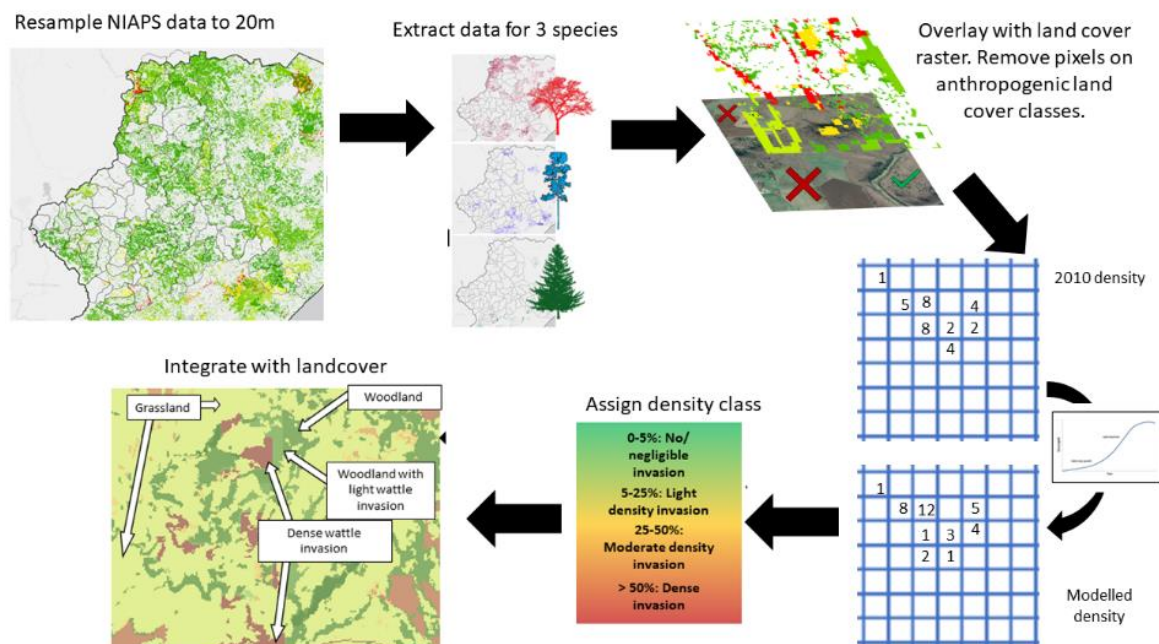 Resample NIAPS data to 20m
Extract data for 3 species
Overlay with land cover
raster. Remove pixels on
anthropogenic land
cover classes.
2010 density
1
5 8 4
8 2 2
4
Modelled
density
1
8 12 5
1 3 4
2 1
Assign density class
0-5%: No/
negligible
invasion
5-25%: Light
density invasion
25-50%:
Moderate density
invasion
> 50%: Dense
invasion
Integrate with landcover
Grassland
Woodland
Woodland with
light wattle
invasion
Dense wattle
invasion